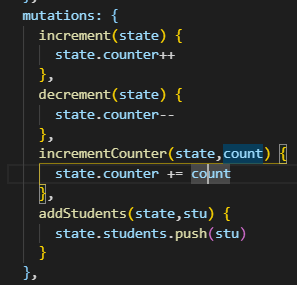 mutations: {
increment(state) {
state.counter++
},
decrement(state) {
state.counter--
},
incrementCounter(state,count) {
state.counter += count
},
addStudents(state,stu) {
state.students.push(stu)
}
},